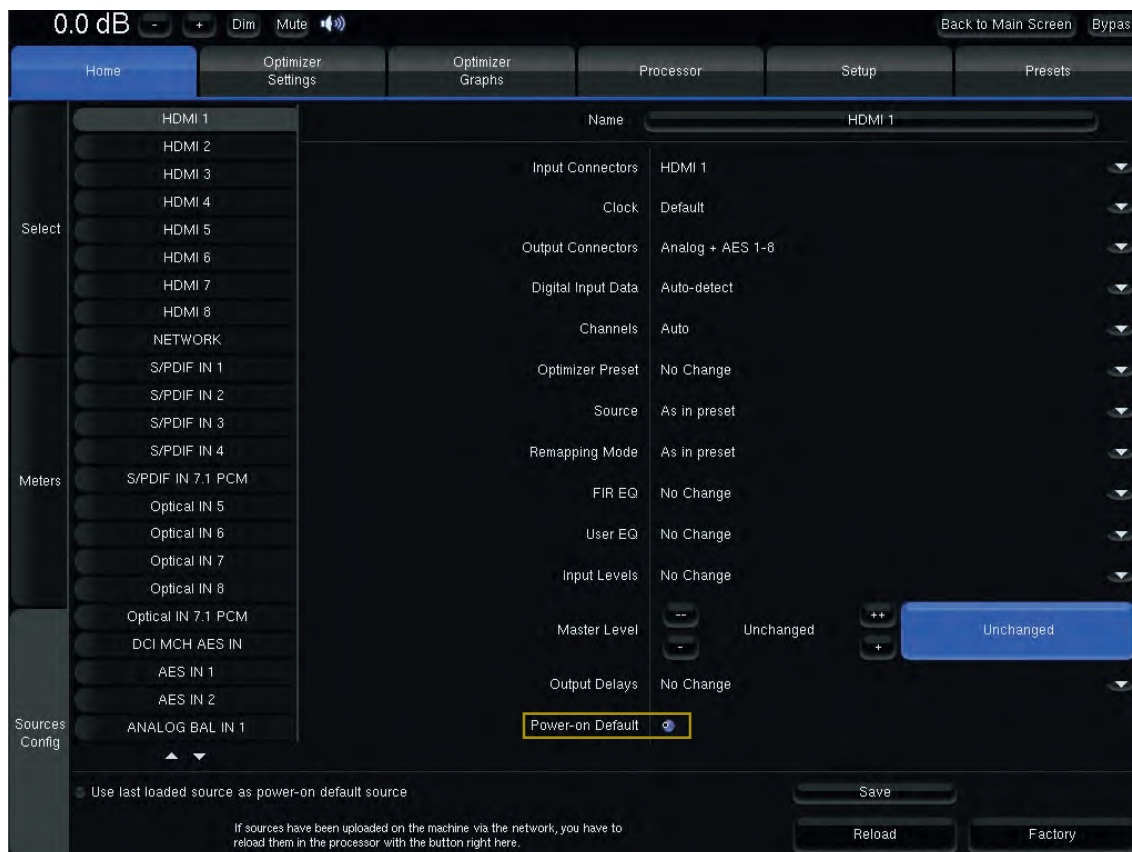 0.0 dB - + Dim Mute Back to Main Screen Bypas
Home Optimizer Settings Optimizer Graphs Processor Setup Presets
Select
Meters
Sources Config
HDMI 1
HDMI 2
HDMI 3
HDMI 4
HDMI 5
HDMI 6
HDMI 7
HDMI 8
NETWORK
S/PDIF IN 1
S/PDIF IN 2
S/PDIF IN 3
S/PDIF IN 4
S/PDIF IN 7.1 PCM
Optical IN 5
Optical IN 6
Optical IN 7
Optical IN 8
Optical IN 7.1 PCM
DCI MCH AES IN
AES IN 1
AES IN 2
ANALOG BAL IN 1
Name HDMI 1
Input Connectors HDMI 1
Clock Default
Output Connectors Analog + AES 1-8
Digital Input Data Auto-detect
Channels Auto
Optimizer Preset No Change
Source As in preset
Remapping Mode As in preset
FIR EQ No Change
User EQ No Change
Input Levels No Change
Master Level -- - Unchanged ++ + Unchanged
Output Delays No Change
Power-on Default
Use last loaded source as power-on default source
Save
If sources have been uploaded on the machine via the network, you have to
reload them in the processor with the button right here.
Reload Factory